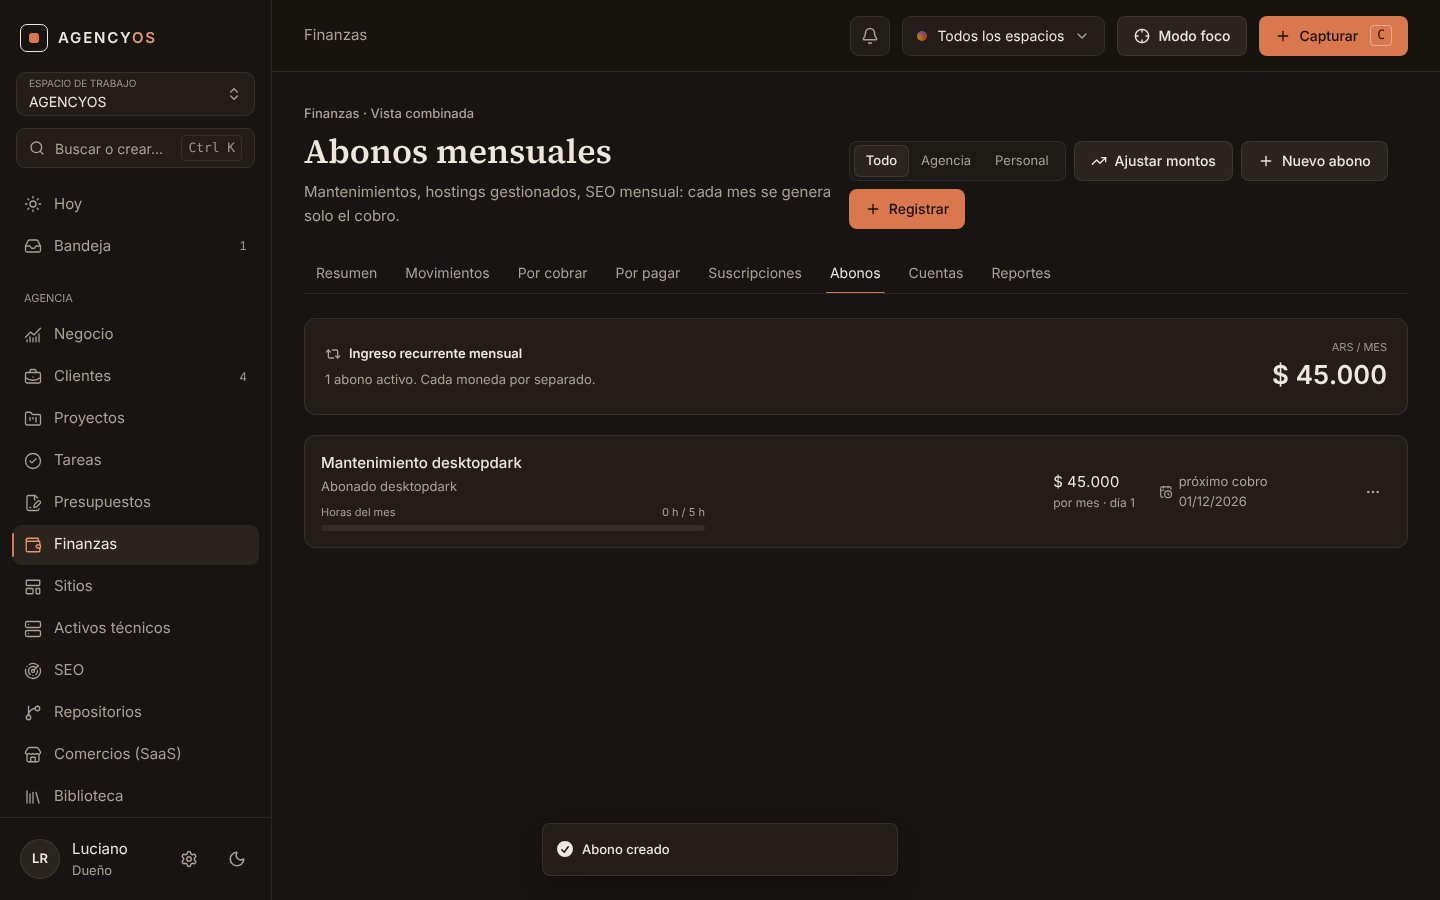 AGENCYOS
ESPACIO DE TRABAJO
AGENCYOS
Buscar o crear... Ctrl K
Hoy
Bandeja 1
AGENCIA
Negocio
Clientes 4
Proyectos
Tareas
Presupuestos
Finanzas
Sitios
Activos técnicos
SEO
Repositorios
Comercios (SaaS)
Biblioteca
LR
Luciano
Dueño
Finanzas
Todos los espacios
Modo foco
Capturar C
Finanzas · Vista combinada
Abonos mensuales
Mantenimientos, hostings gestionados, SEO mensual: cada mes se genera
solo el cobro.
Todo Agencia Personal
Ajustar montos
Nuevo abono
Registrar
Resumen Movimientos Por cobrar Por pagar Suscripciones Abonos Cuentas Reportes
Ingreso recurrente mensual
1 abono activo. Cada moneda por separado.
ARS / MES
$ 45.000
Mantenimiento desktopdark
Abonado desktopdark
Horas del mes 0 h / 5 h
$ 45.000
por mes · día 1
próximo cobro
01/12/2026
Abono creado